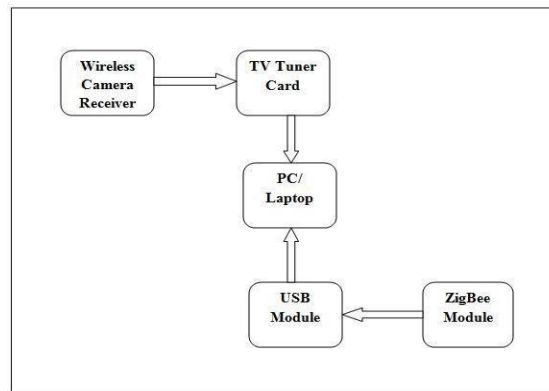 Wireless
Camera
Receiver
TV Tuner
Card
PC/
Laptop
USB
Module
ZigBee
Module